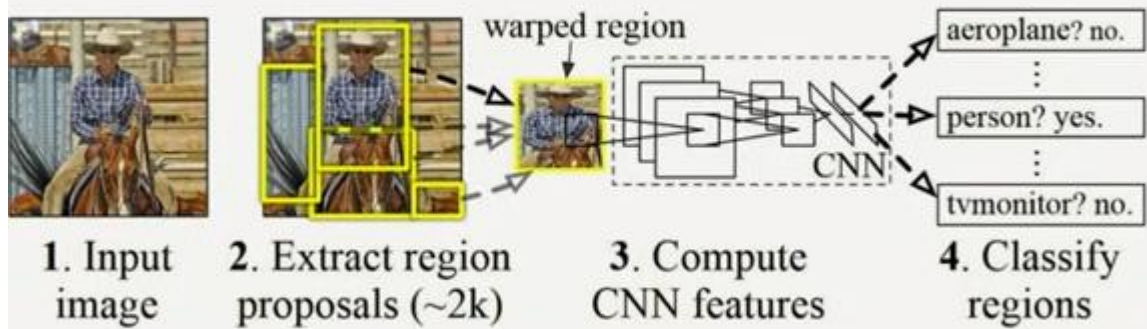 warped region
aeroplane? no.
⋮
person? yes.
⋮
tvmonitor? no.
CNN
1. Input
image
2. Extract region
proposals (~2k)
3. Compute
CNN features
4. Classify
regions